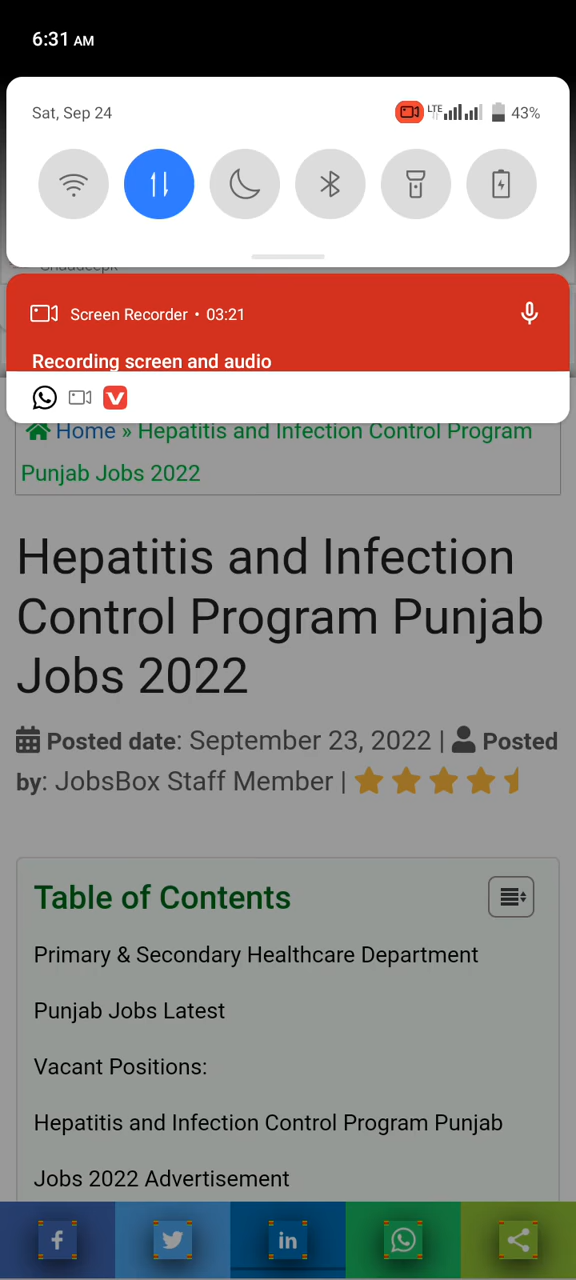 6:31 AM
Sat, Sep 24
LTE
43%
Screen Recorder • 03:21
Recording screen and audio
Home » Hepatitis and Infection Control Program
Punjab Jobs 2022
Hepatitis and Infection
Control Program Punjab
Jobs 2022
Posted date: September 23, 2022 | Posted
by: JobsBox Staff Member |
Table of Contents
Primary & Secondary Healthcare Department
Punjab Jobs Latest
Vacant Positions:
Hepatitis and Infection Control Program Punjab
Jobs 2022 Advertisement